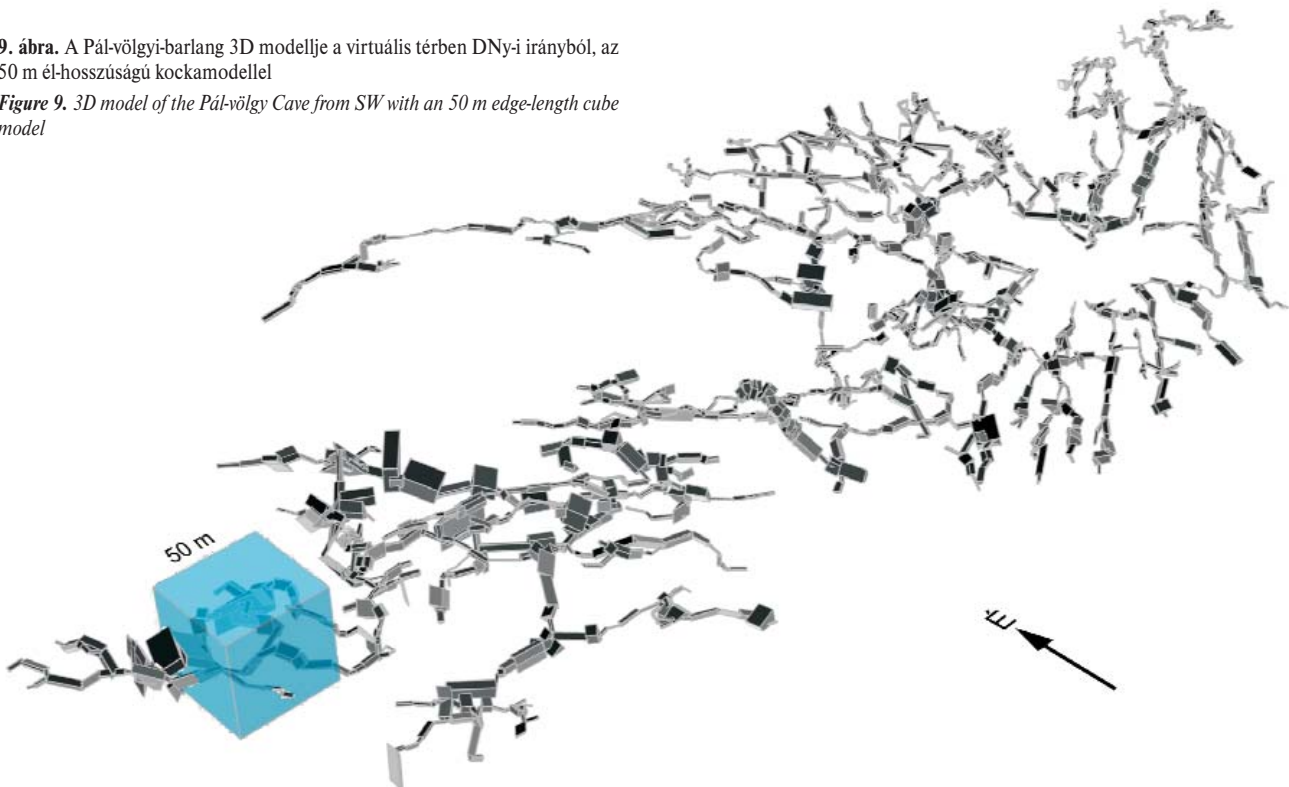 9. ábra. A Pál-völgyi-barlang 3D modellje a virtuális térben DNy-i irányból, az
50 m él-hosszúságú kockamodellel
Figure 9. 3D model of the Pál-völgy Cave from SW with an 50 m edge-length cube
model
50 m
É